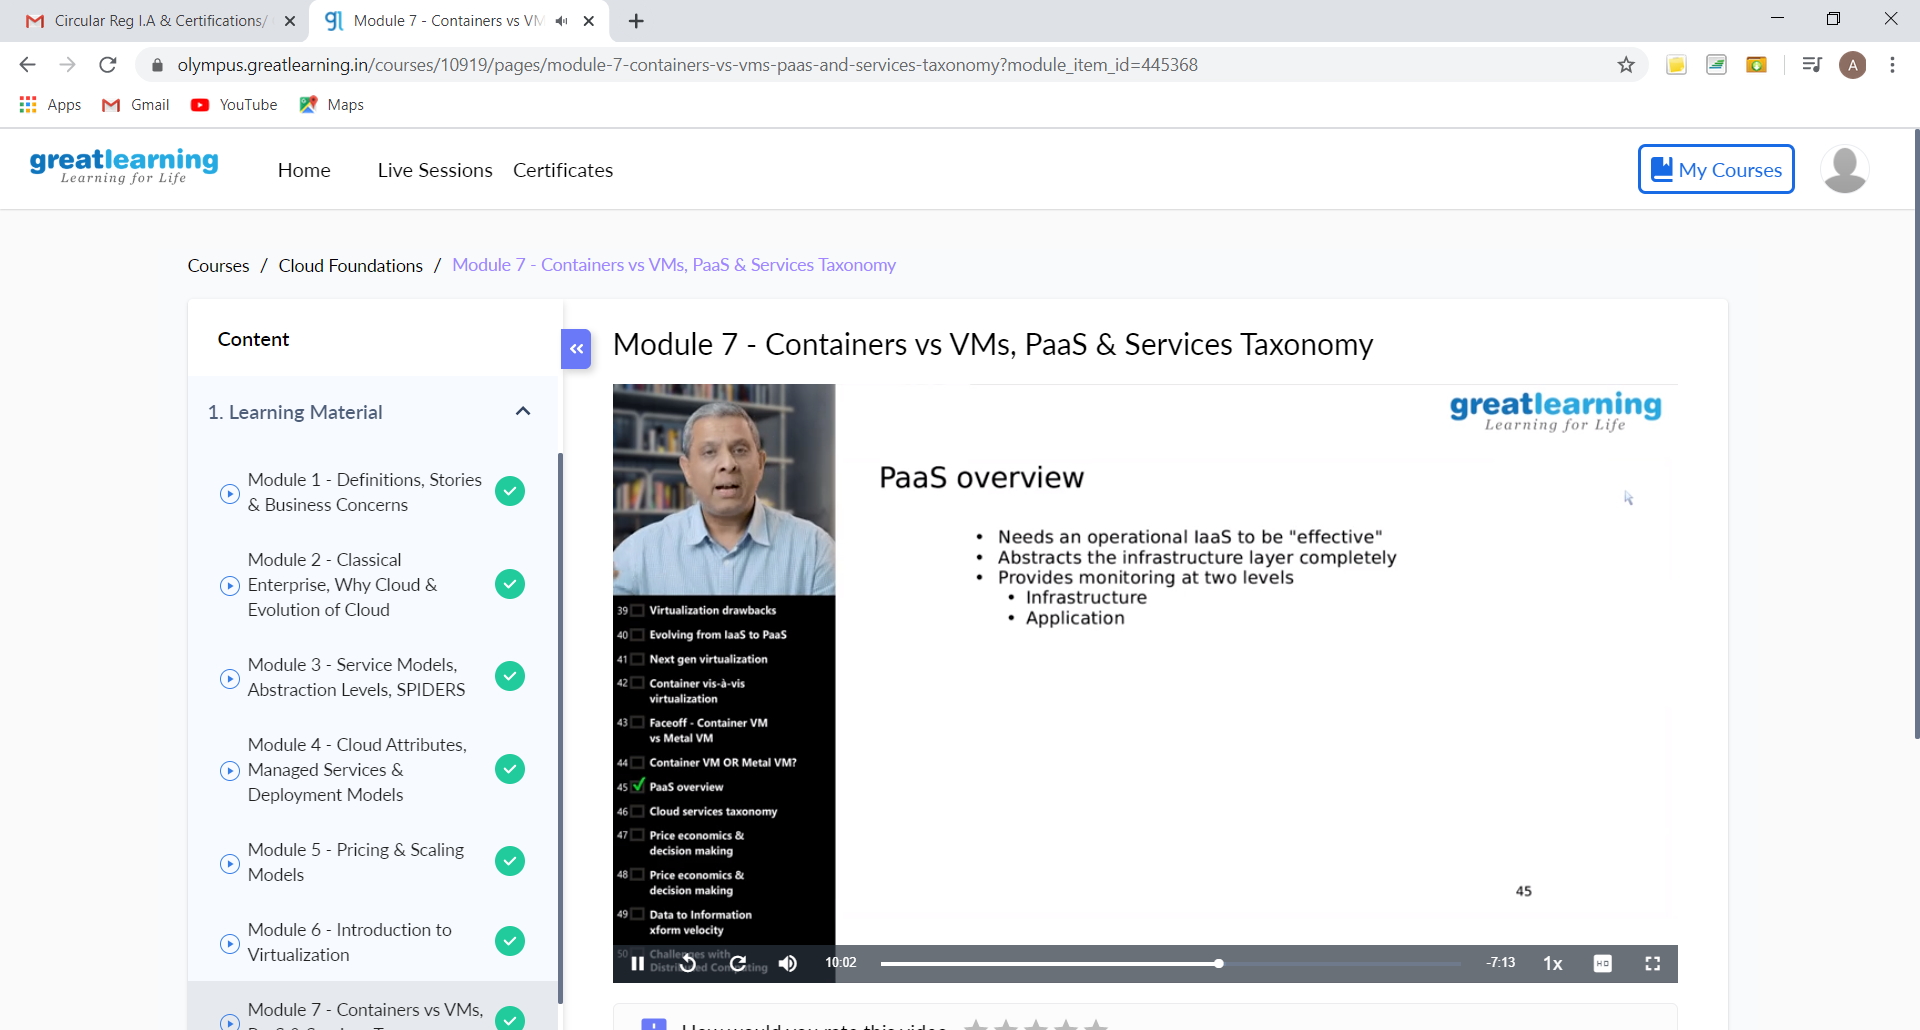 Circular Reg I.A & Certifications/
Module 7 - Containers vs VM
olympus.greatlearning.in/courses/10919/pages/module-7-containers-vs-vms-paas-and-services-taxonomy?module_item_id=445368
A
Apps
Gmail
YouTube
Maps
greatlearning
Learning for Life
Home
Live Sessions
Certificates
My Courses
Courses / Cloud Foundations / Module 7 - Containers vs VMs, PaaS & Services Taxonomy
Content
1. Learning Material
Module 1 - Definitions, Stories
& Business Concerns
Module 2 - Classical
Enterprise, Why Cloud &
Evolution of Cloud
Module 3 - Service Models,
Abstraction Levels, SPIDERS
Module 4 - Cloud Attributes,
Managed Services &
Deployment Models
Module 5 - Pricing & Scaling
Models
Module 6 - Introduction to
Virtualization
Module 7 - Containers vs VMs,
Module 7 - Containers vs VMs, PaaS & Services Taxonomy
greatlearning
Learning for Life
PaaS overview
• Needs an operational IaaS to be "effective"
• Abstracts the infrastructure layer completely
• Provides monitoring at two levels
• Infrastructure
• Application
45
39 Virtualization drawbacks
40 Evolving from IaaS to PaaS
41 Next gen virtualization
42 Container vis-à-vis
virtualization
43 Faceoff - Container VM
vs Metal VM
44 Container VM OR Metal VM?
45 PaaS overview
46 Cloud services taxonomy
47 Price economics &
decision making
48 Price economics &
decision making
49 Data to Information
xform velocity
50 Challenges with
Distributed Computing
10:02
-7:13
1x
HD
How would you rate this video